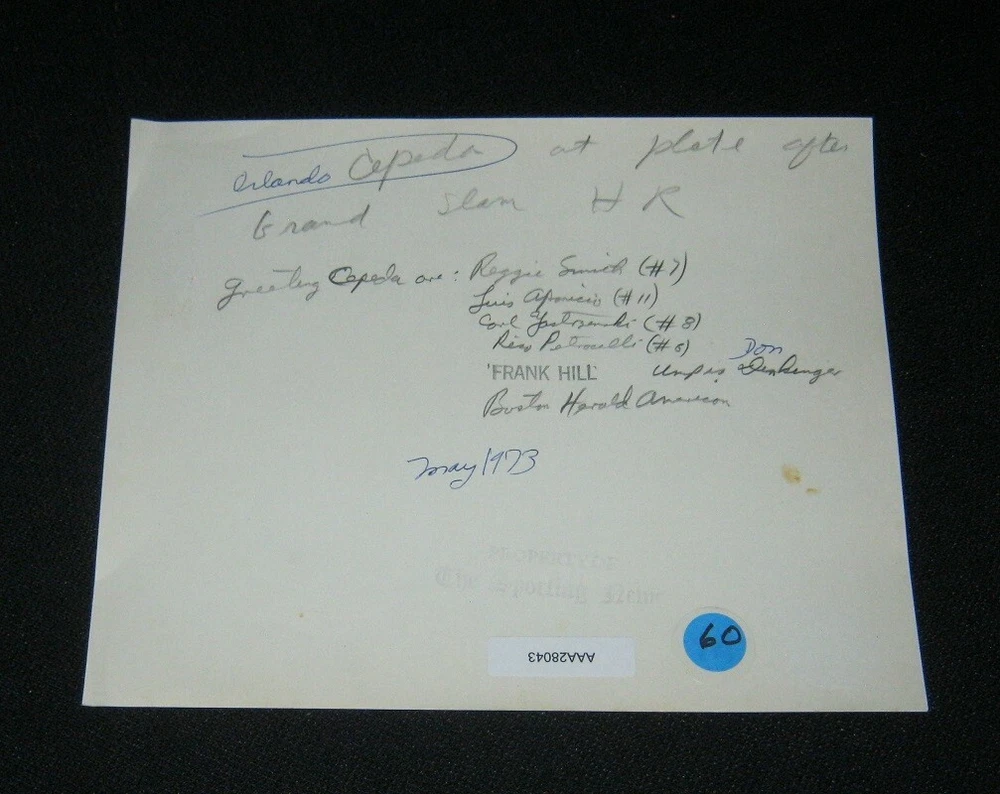 Orlando Cepeda at plate after
Grand Slam H R
Greeting Cepeda are: Reggie Smith (#7)
Luis Aparicio (#11)
Carl Yastrzemski (#8)
Rico Petrocelli (#6)
Don
'FRANK HILL' Ump is Denkinger
Boston Herald American
May 1973
PROPERTY OF
The Sporting News
AAA28043
60